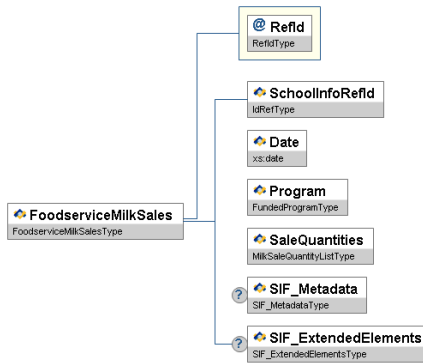 @ RefId
RefIdType
SchoolInfoRefId
IdRefType
Date
xs:date
Program
FundedProgramType
FoodserviceMilkSales
FoodserviceMilkSalesType
SaleQuantities
MilkSaleQuantityListType
? SIF_Metadata
SIF_MetadataType
? SIF_ExtendedElements
SIF_ExtendedElementsType